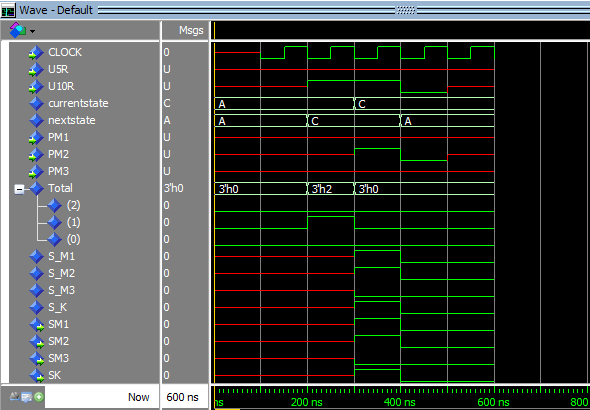 Wave - Default
Msgs
CLOCK 0
U5R U
U10R U
currentstate C A C
nextstate A A C A
PM1 U
PM2 U
PM3 U
Total 3'h0 3'h0 3'h2 3'h0
(2) 0
(1) 0
(0) 0
S_M1 0
S_M2 0
S_M3 0
S_K 0
SM1 0
SM2 0
SM3 0
SK 0
Now 600 ns ns 200 ns 400 ns 600 ns 800